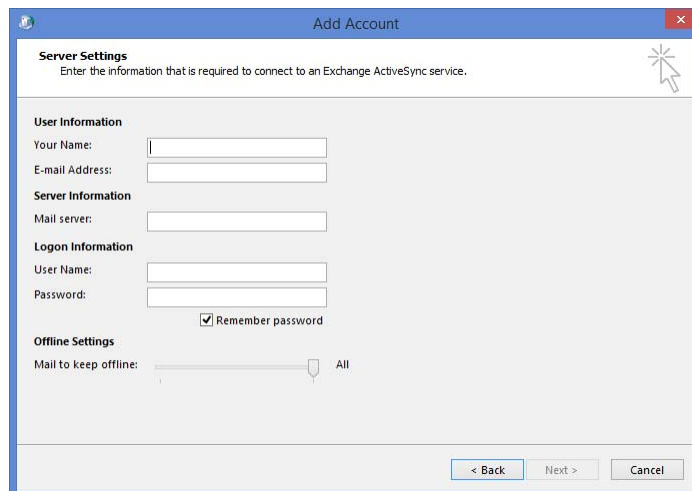 Add Account
Server Settings
Enter the information that is required to connect to an Exchange ActiveSync service.
User Information
Your Name:
E-mail Address:
Server Information
Mail server:
Logon Information
User Name:
Password:
Remember password
Offline Settings
Mail to keep offline: All
< Back Next > Cancel